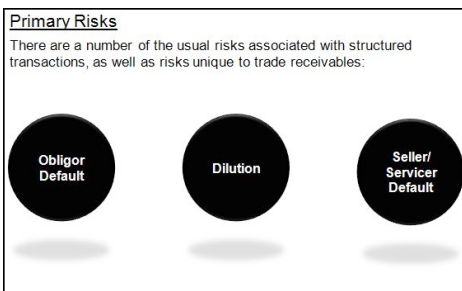 Primary Risks
There are a number of the usual risks associated with structured
transactions, as well as risks unique to trade receivables:
Obligor
Default
Dilution
Seller/
Servicer
Default